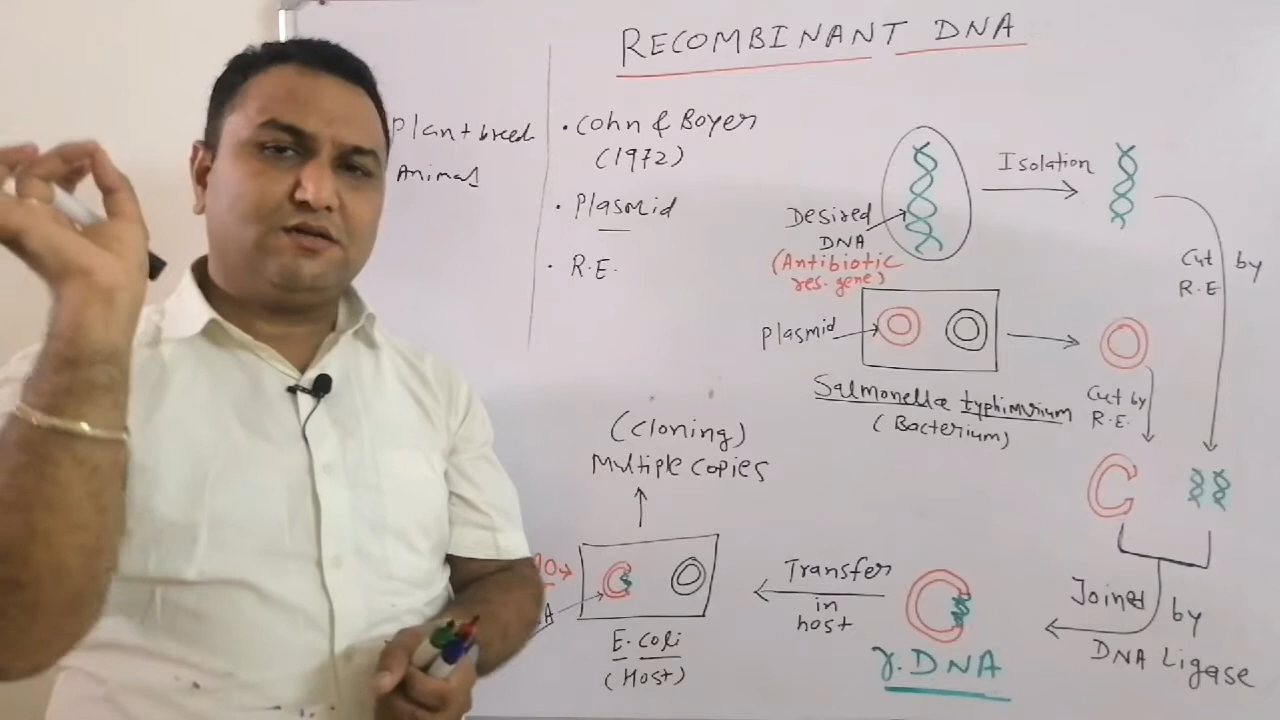 RECOMBINANT DNA
Plant breed
Animal
• Cohn & Boyer
(1972)
• Plasmid
• R.E.
Desired
DNA
(Antibiotic
res. gene)
Isolation
Cut by
R.E
Plasmid
Salmonella typhimurium
(Bacterium)
Cut by
R.E.
(Cloning)
Multiple copies
E. coli
(Host)
Transfer
in
host
r. DNA
Joined by
DNA Ligase